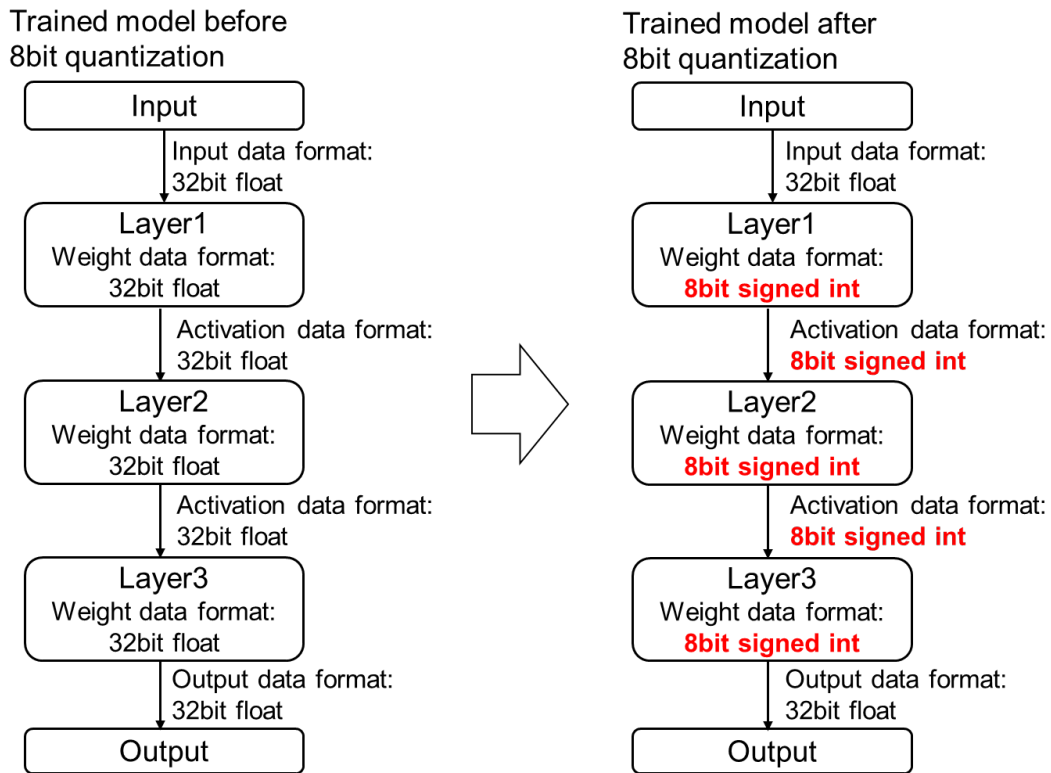 Trained model before
8bit quantization
Input
Input data format:
32bit float
Layer1
Weight data format:
32bit float
Activation data format:
32bit float
Layer2
Weight data format:
32bit float
Activation data format:
32bit float
Layer3
Weight data format:
32bit float
Output data format:
32bit float
Output
Trained model after
8bit quantization
Input
Input data format:
32bit float
Layer1
Weight data format:
8bit signed int
Activation data format:
8bit signed int
Layer2
Weight data format:
8bit signed int
Activation data format:
8bit signed int
Layer3
Weight data format:
8bit signed int
Output data format:
32bit float
Output